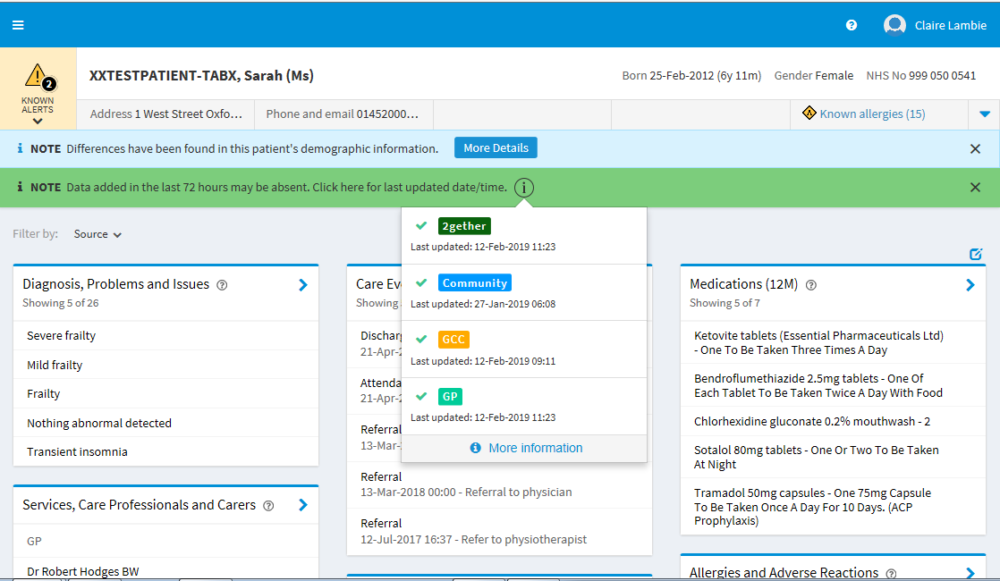 Claire Lambie
2
KNOWN
ALERTS
XXTESTPATIENT-TABX, Sarah (Ms)
Born 25-Feb-2012 (6y 11m) Gender Female NHS No 999 050 0541
Address 1 West Street Oxfo... Phone and email 01452000... Known allergies (15)
NOTE Differences have been found in this patient's demographic information. More Details
NOTE Data added in the last 72 hours may be absent. Click here for last updated date/time.
Filter by: Source
2gether
Last updated: 12-Feb-2019 11:23
Community
Last updated: 27-Jan-2019 06:08
GCC
Last updated: 12-Feb-2019 09:11
GP
Last updated: 12-Feb-2019 11:23
More information
Diagnosis, Problems and Issues
Showing 5 of 26
Severe frailty
Mild frailty
Frailty
Nothing abnormal detected
Transient insomnia
Services, Care Professionals and Carers
GP
Dr Robert Hodges BW
Care Ev
Showing
Dischar
21-Apr-2
Attenda
21-Apr-2
Referral
13-Mar-
Referral
13-Mar-2018 00:00 - Referral to physician
Referral
12-Jul-2017 16:37 - Refer to physiotherapist
Medications (12M)
Showing 5 of 7
Ketovite tablets (Essential Pharmaceuticals Ltd)
- One To Be Taken Three Times A Day
Bendroflumethiazide 2.5mg tablets - One Of
Each Tablet To Be Taken Twice A Day With Food
Chlorhexidine gluconate 0.2% mouthwash - 2
Sotalol 80mg tablets - One Or Two To Be Taken
At Night
Tramadol 50mg capsules - One 75mg Capsule
To Be Taken Once A Day For 10 Days. (ACP
Prophylaxis)
Allergies and Adverse Reactions